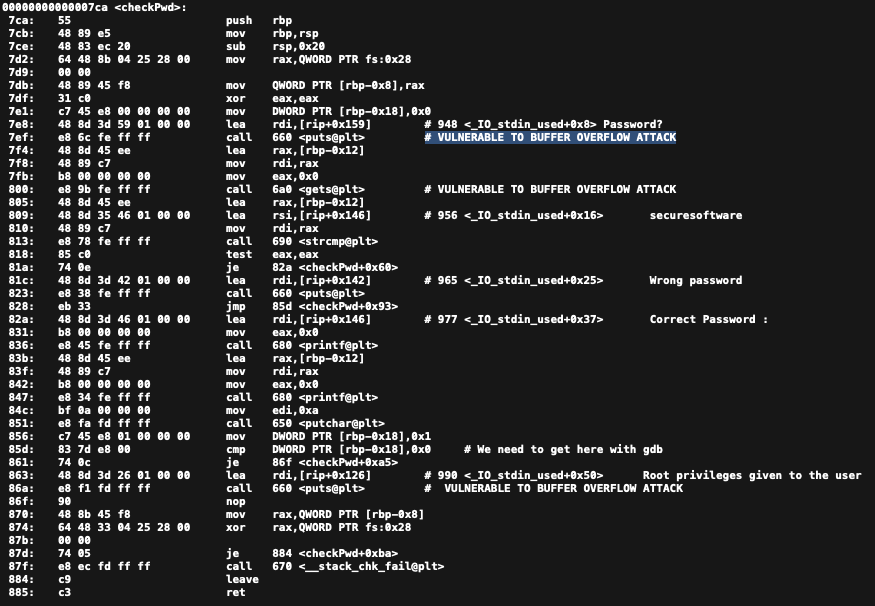 00000000000007ca <checkPwd>:
7ca: 55 push rbp
7cb: 48 89 e5 mov rbp,rsp
7ce: 48 83 ec 20 sub rsp,0x20
7d2: 64 48 8b 04 25 28 00 mov rax,QWORD PTR fs:0x28
7d9: 00 00
7db: 48 89 45 f8 mov QWORD PTR [rbp-0x8],rax
7df: 31 c0 xor eax,eax
7e1: c7 45 e8 00 00 00 00 mov DWORD PTR [rbp-0x18],0x0
7e8: 48 8d 3d 59 01 00 00 lea rdi,[rip+0x159] # 948 <_IO_stdin_used+0x8> Password?
7ef: e8 6c fe ff ff call 660 <puts@plt> # VULNERABLE TO BUFFER OVERFLOW ATTACK
7f4: 48 8d 45 ee lea rax,[rbp-0x12]
7f8: 48 89 c7 mov rdi,rax
7fb: b8 00 00 00 00 mov eax,0x0
800: e8 9b fe ff ff call 6a0 <gets@plt> # VULNERABLE TO BUFFER OVERFLOW ATTACK
805: 48 8d 45 ee lea rax,[rbp-0x12]
809: 48 8d 35 46 01 00 00 lea rsi,[rip+0x146] # 956 <_IO_stdin_used+0x16> securesoftware
810: 48 89 c7 mov rdi,rax
813: e8 78 fe ff ff call 690 <strcmp@plt>
818: 85 c0 test eax,eax
81a: 74 0e je 82a <checkPwd+0x60>
81c: 48 8d 3d 42 01 00 00 lea rdi,[rip+0x142] # 965 <_IO_stdin_used+0x25> Wrong password
823: e8 38 fe ff ff call 660 <puts@plt>
828: eb 33 jmp 85d <checkPwd+0x93>
82a: 48 8d 3d 46 01 00 00 lea rdi,[rip+0x146] # 977 <_IO_stdin_used+0x37> Correct Password :
831: b8 00 00 00 00 mov eax,0x0
836: e8 45 fe ff ff call 680 <printf@plt>
83b: 48 8d 45 ee lea rax,[rbp-0x12]
83f: 48 89 c7 mov rdi,rax
842: b8 00 00 00 00 mov eax,0x0
847: e8 34 fe ff ff call 680 <printf@plt>
84c: bf 0a 00 00 00 mov edi,0xa
851: e8 fa fd ff ff call 650 <putchar@plt>
856: c7 45 e8 01 00 00 00 mov DWORD PTR [rbp-0x18],0x1
85d: 83 7d e8 00 cmp DWORD PTR [rbp-0x18],0x0 # We need to get here with gdb
861: 74 0c je 86f <checkPwd+0xa5>
863: 48 8d 3d 26 01 00 00 lea rdi,[rip+0x126] # 990 <_IO_stdin_used+0x50> Root privileges given to the user
86a: e8 f1 fd ff ff call 660 <puts@plt> # VULNERABLE TO BUFFER OVERFLOW ATTACK
86f: 90 nop
870: 48 8b 45 f8 mov rax,QWORD PTR [rbp-0x8]
874: 64 48 33 04 25 28 00 xor rax,QWORD PTR fs:0x28
87b: 00 00
87d: 74 05 je 884 <checkPwd+0xba>
87f: e8 ec fd ff ff call 670 <__stack_chk_fail@plt>
884: c9 leave
885: c3 ret